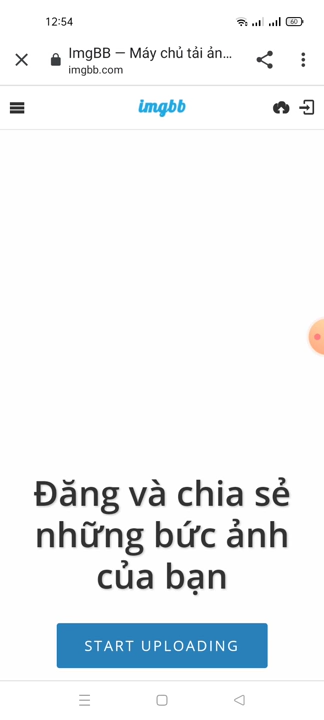 12:54
60
ImgBB — Máy chủ tải ản...
imgbb.com
imgbb
Đăng và chia sẻ
những bức ảnh
của bạn
START UPLOADING